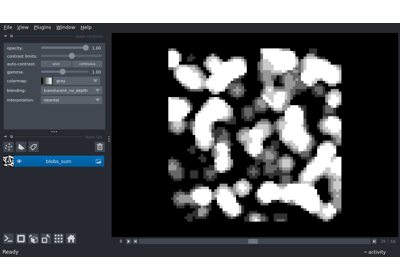 File View Plugins Window Help
opacity: 1.00
contrast limits:
auto-contrast: once continuous
gamma: 1.00
colormap: gray
blending: translucent_no_depth
interpolation: nearest
blobs_sum
Ready
activity